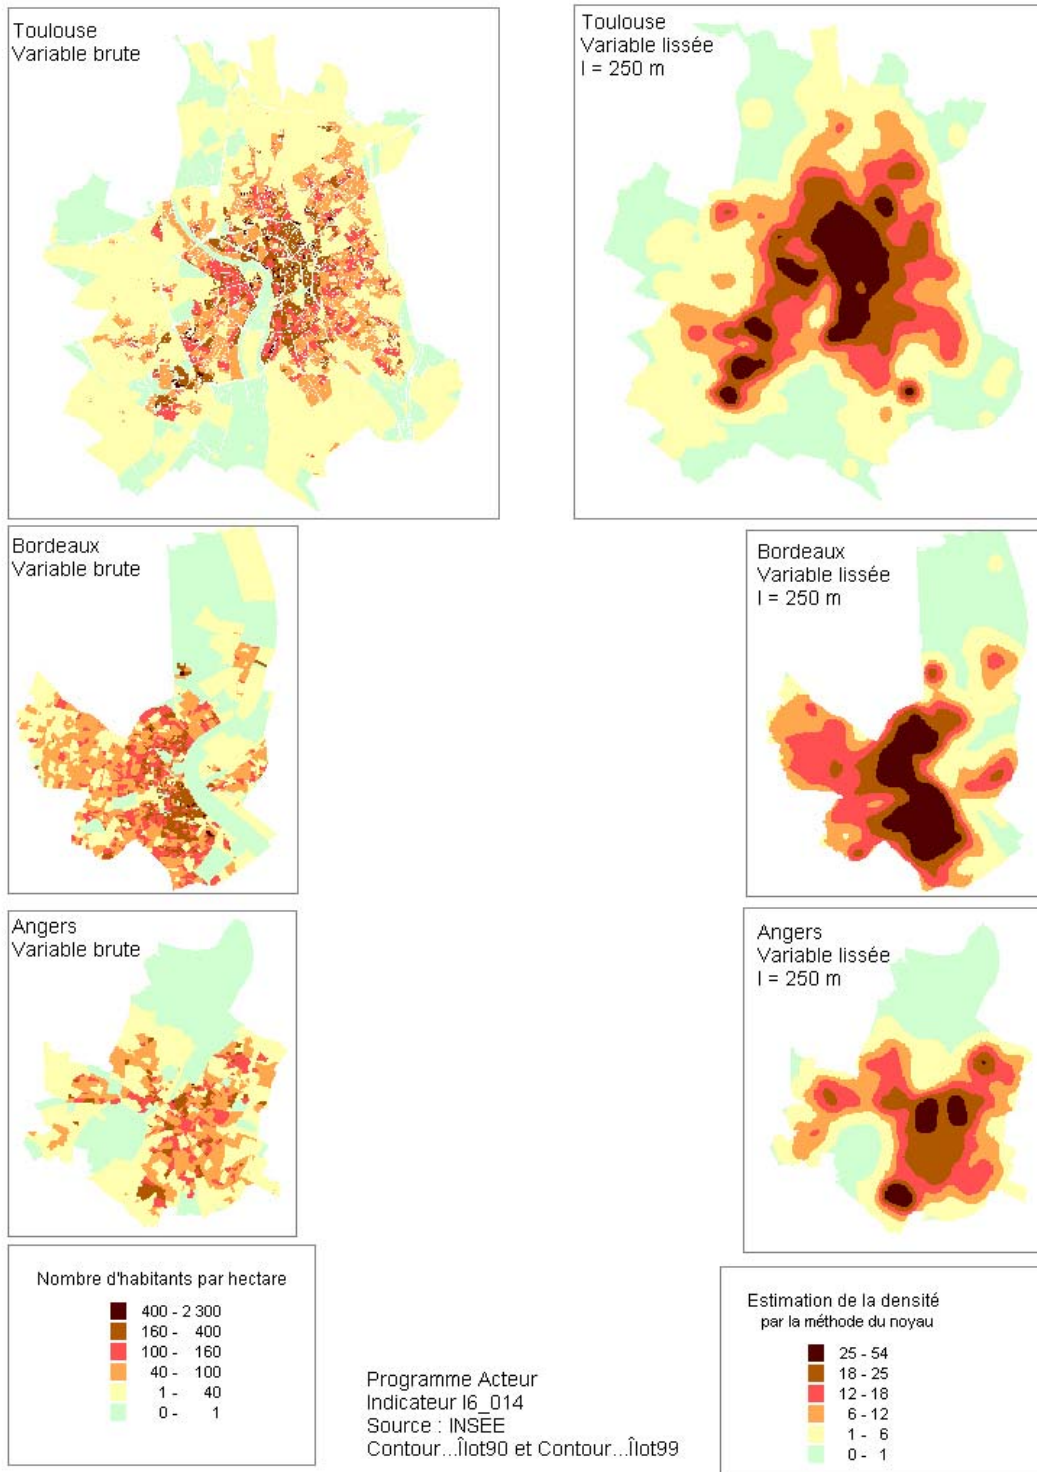 Toulouse
Variable brute
Toulouse
Variable lissée
l = 250 m
Bordeaux
Variable brute
Bordeaux
Variable lissée
l = 250 m
Angers
Variable brute
Angers
Variable lissée
l = 250 m
Nombre d'habitants par hectare
400 - 2 300
160 - 400
100 - 160
40 - 100
1 - 40
0 - 1
Programme Acteur
Indicateur I6_014
Source : INSEE
Contour...Îlot90 et Contour...Îlot99
Estimation de la densité
par la méthode du noyau
25 - 54
18 - 25
12 - 18
6 - 12
1 - 6
0 - 1